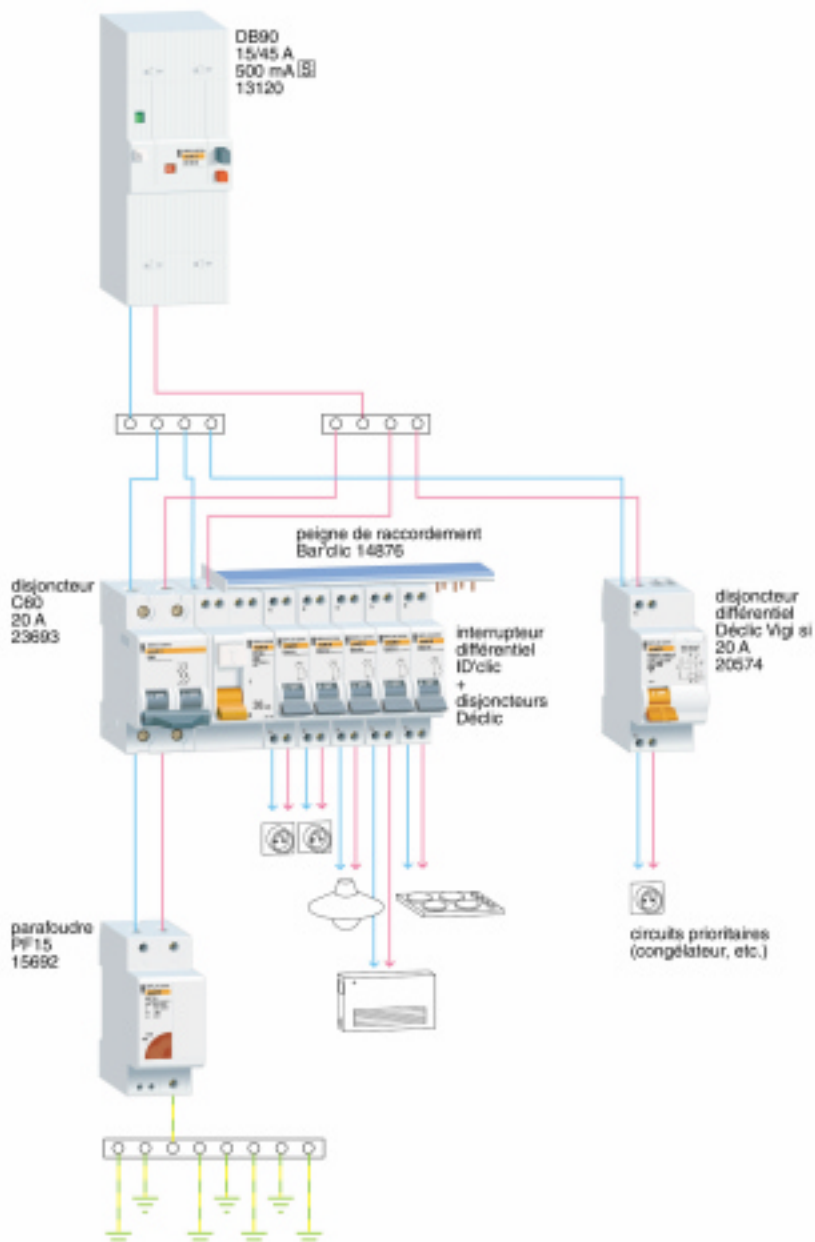 DB90
15/45 A
500 mA S
13120
peigne de raccordement
Bar'clic 14876
disjoncteur
C60
20 A
23693
interrupteur
différentiel
ID'clic
+
disjoncteurs
Déclic
disjoncteur
différentiel
Déclic Vigi si
20 A
20574
parafoudre
PF15
15692
circuits prioritaires
(congélateur, etc.)